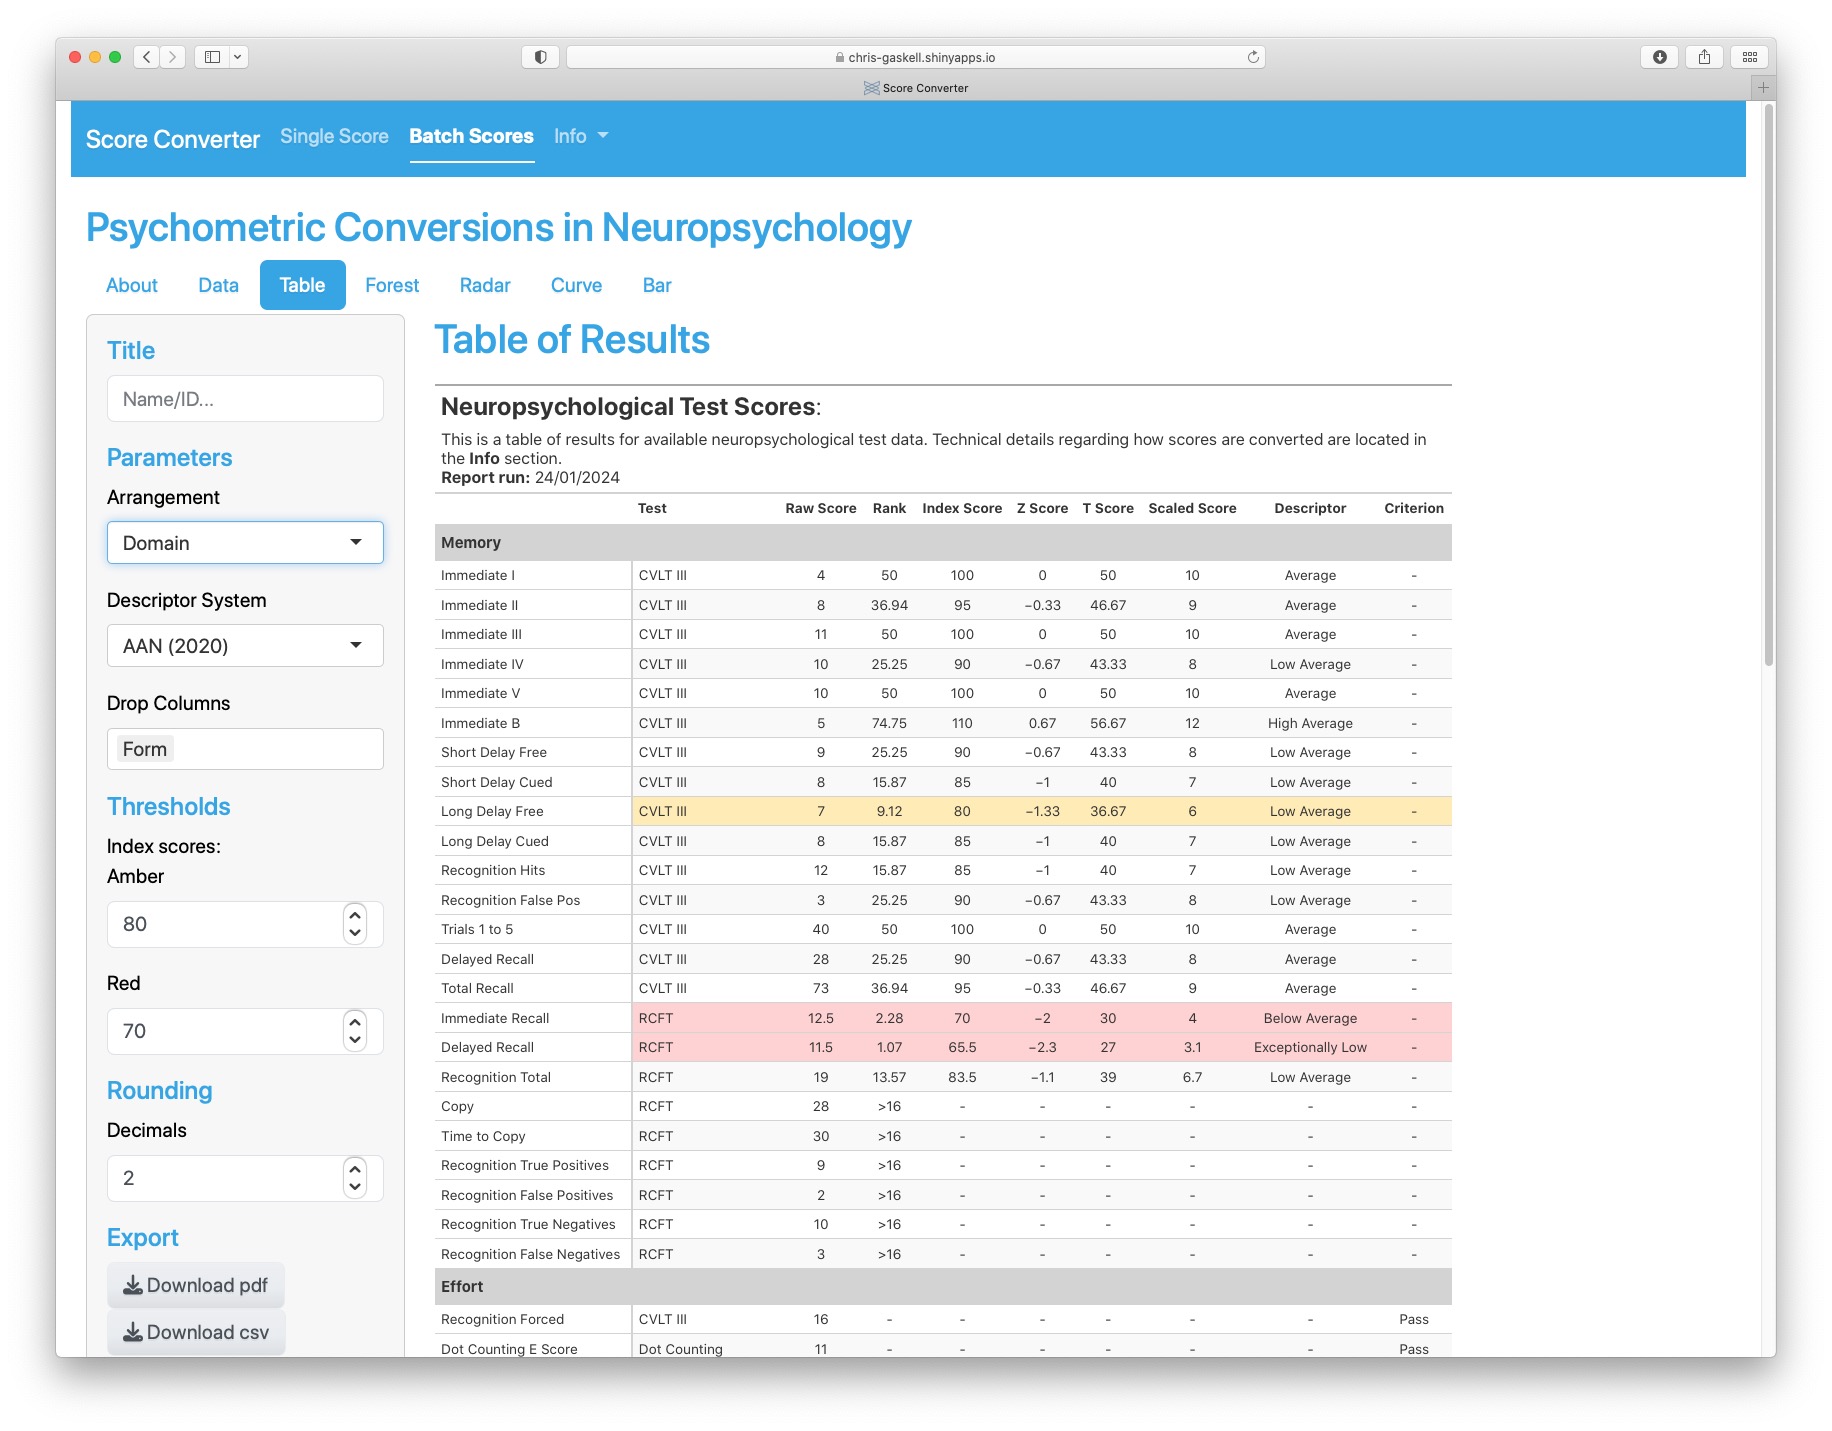 chris-gaskell.shinyapps.io
Score Converter
Score Converter Single Score Batch Scores Info
Psychometric Conversions in Neuropsychology
About Data Table Forest Radar Curve Bar
Title
Name/ID...
Parameters
Arrangement
Domain
Descriptor System
AAN (2020)
Drop Columns
Form
Thresholds
Index scores:
Amber
80
Red
70
Rounding
Decimals
2
Export
Download pdf
Download csv
Table of Results
Neuropsychological Test Scores:
This is a table of results for available neuropsychological test data. Technical details regarding how scores are converted are located in
the Info section.
Report run: 24/01/2024
Test Raw Score Rank Index Score Z Score T Score Scaled Score Descriptor Criterion
Memory
Immediate I CVLT III 4 50 100 0 50 10 Average -
Immediate II CVLT III 8 36.94 95 −0.33 46.67 9 Average -
Immediate III CVLT III 11 50 100 0 50 10 Average -
Immediate IV CVLT III 10 25.25 90 −0.67 43.33 8 Low Average -
Immediate V CVLT III 10 50 100 0 50 10 Average -
Immediate B CVLT III 5 74.75 110 0.67 56.67 12 High Average -
Short Delay Free CVLT III 9 25.25 90 −0.67 43.33 8 Low Average -
Short Delay Cued CVLT III 8 15.87 85 −1 40 7 Low Average -
Long Delay Free CVLT III 7 9.12 80 −1.33 36.67 6 Low Average -
Long Delay Cued CVLT III 8 15.87 85 −1 40 7 Low Average -
Recognition Hits CVLT III 12 15.87 85 −1 40 7 Low Average -
Recognition False Pos CVLT III 3 25.25 90 −0.67 43.33 8 Low Average -
Trials 1 to 5 CVLT III 40 50 100 0 50 10 Average -
Delayed Recall CVLT III 28 25.25 90 −0.67 43.33 8 Average -
Total Recall CVLT III 73 36.94 95 −0.33 46.67 9 Average -
Immediate Recall RCFT 12.5 2.28 70 −2 30 4 Below Average -
Delayed Recall RCFT 11.5 1.07 65.5 −2.3 27 3.1 Exceptionally Low -
Recognition Total RCFT 19 13.57 83.5 −1.1 39 6.7 Low Average -
Copy RCFT 28 >16 - - - - - -
Time to Copy RCFT 30 >16 - - - - - -
Recognition True Positives RCFT 9 >16 - - - - - -
Recognition False Positives RCFT 2 >16 - - - - - -
Recognition True Negatives RCFT 10 >16 - - - - - -
Recognition False Negatives RCFT 3 >16 - - - - - -
Effort
Recognition Forced CVLT III 16 - - - - - - Pass
Dot Counting E Score Dot Counting 11 - - - - - - Pass